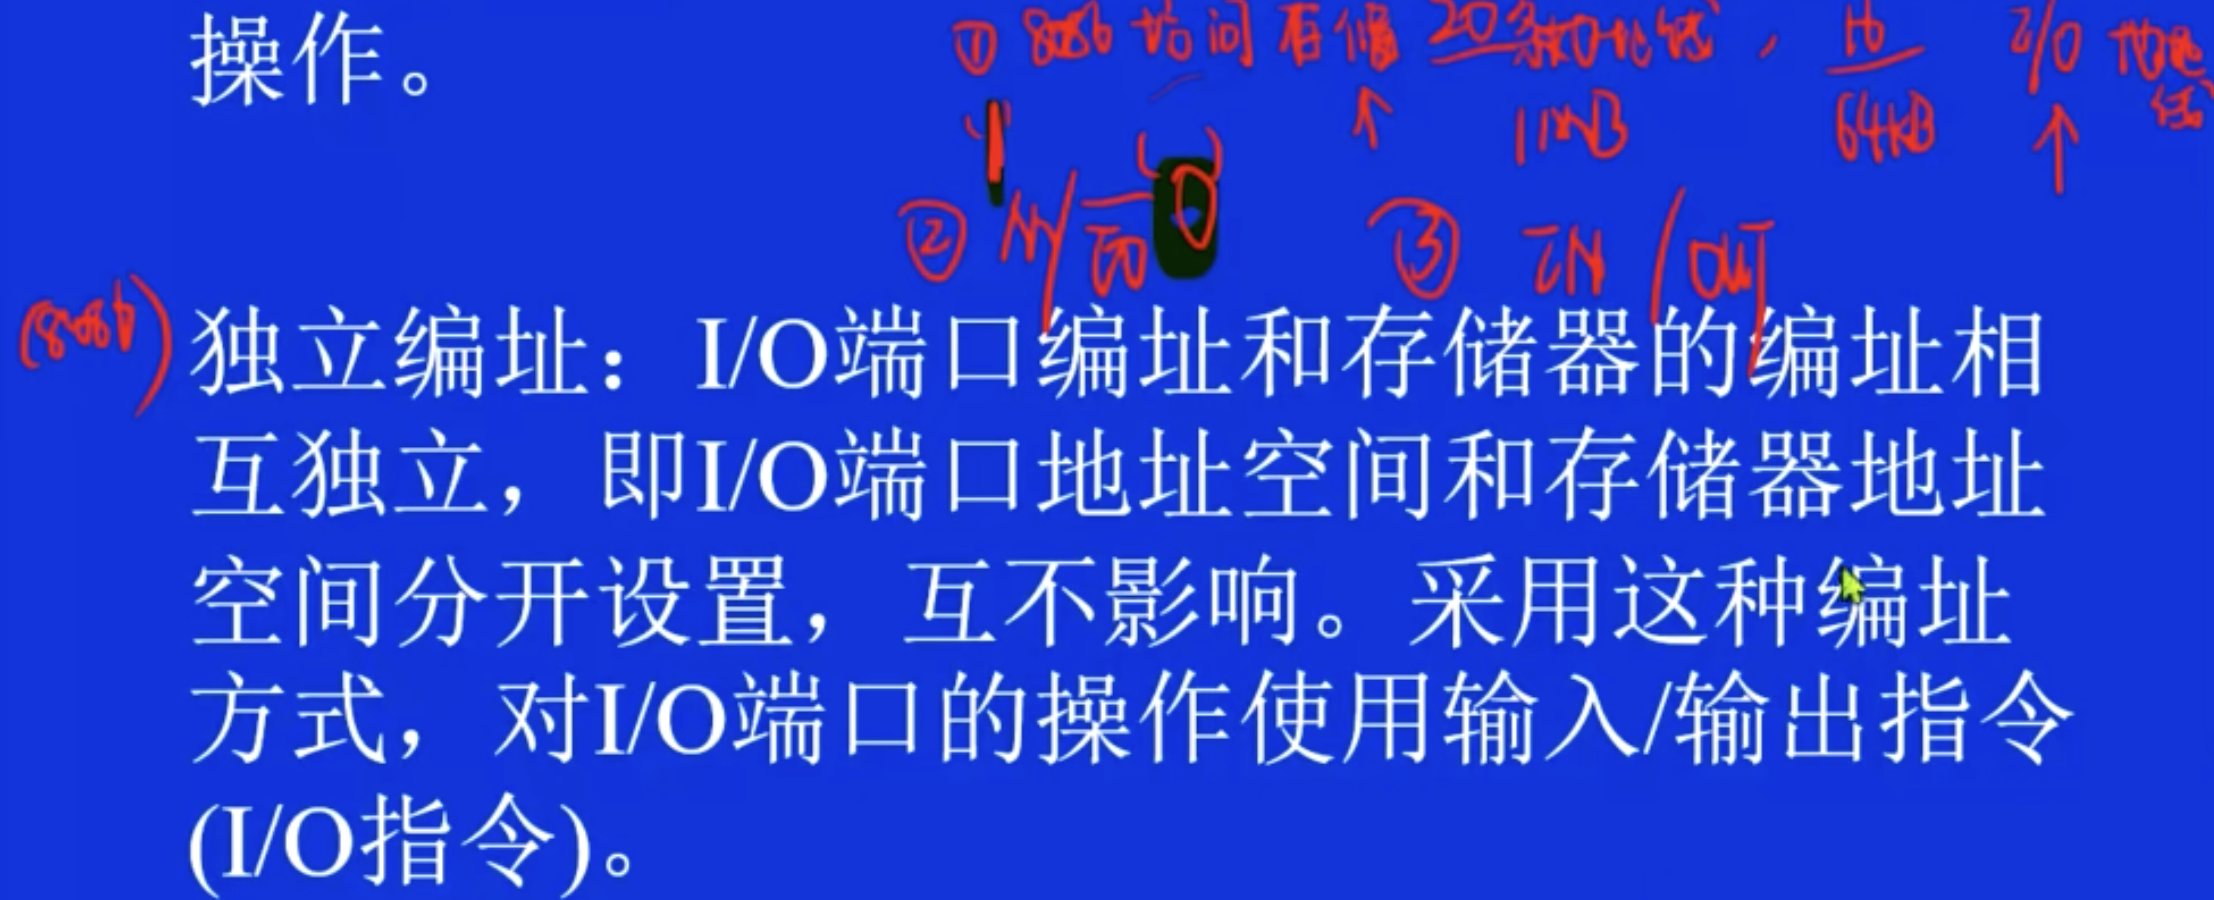 操作。
① 8086 访问存储 20条地址线, 16 I/O 地址线
1MB 64KB
1 0
② M/I̅O̅ ③ IN/OUT
(8086) 独立编址：I/O端口编址和存储器的编址相
互独立，即I/O端口地址空间和存储器地址
空间分开设置，互不影响。采用这种编址
方式，对I/O端口的操作使用输入/输出指令
(I/O指令)。